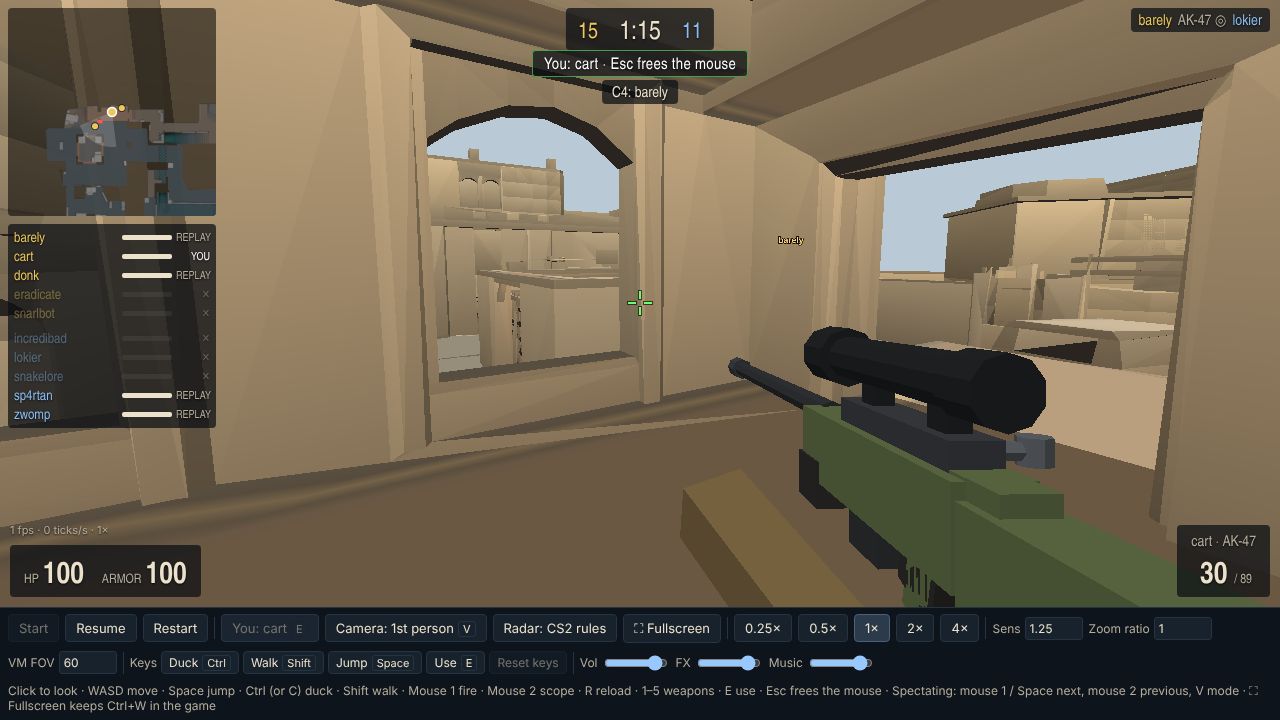 15 1:15 11
You: cart · Esc frees the mouse
C4: barely
barely AK-47 ◎ lokier
barely REPLAY
cart YOU
donk REPLAY
eradicate ×
snarlbot ×
incredibad ×
lokier ×
snakelore ×
sp4rtan REPLAY
zwomp REPLAY
barely
1 fps · 0 ticks/s · 1×
HP 100 ARMOR 100
cart · AK-47
30 / 89
Start Resume Restart You: cart E Camera: 1st person V Radar: CS2 rules ⛶ Fullscreen 0.25× 0.5× 1× 2× 4× Sens 1.25 Zoom ratio 1
VM FOV 60 Keys Duck Ctrl Walk Shift Jump Space Use E Reset keys Vol FX Music
Click to look · WASD move · Space jump · Ctrl (or C) duck · Shift walk · Mouse 1 fire · Mouse 2 scope · R reload · 1–5 weapons · E use · Esc frees the mouse · Spectating: mouse 1 / Space next, mouse 2 previous, V mode · ⛶
Fullscreen keeps Ctrl+W in the game